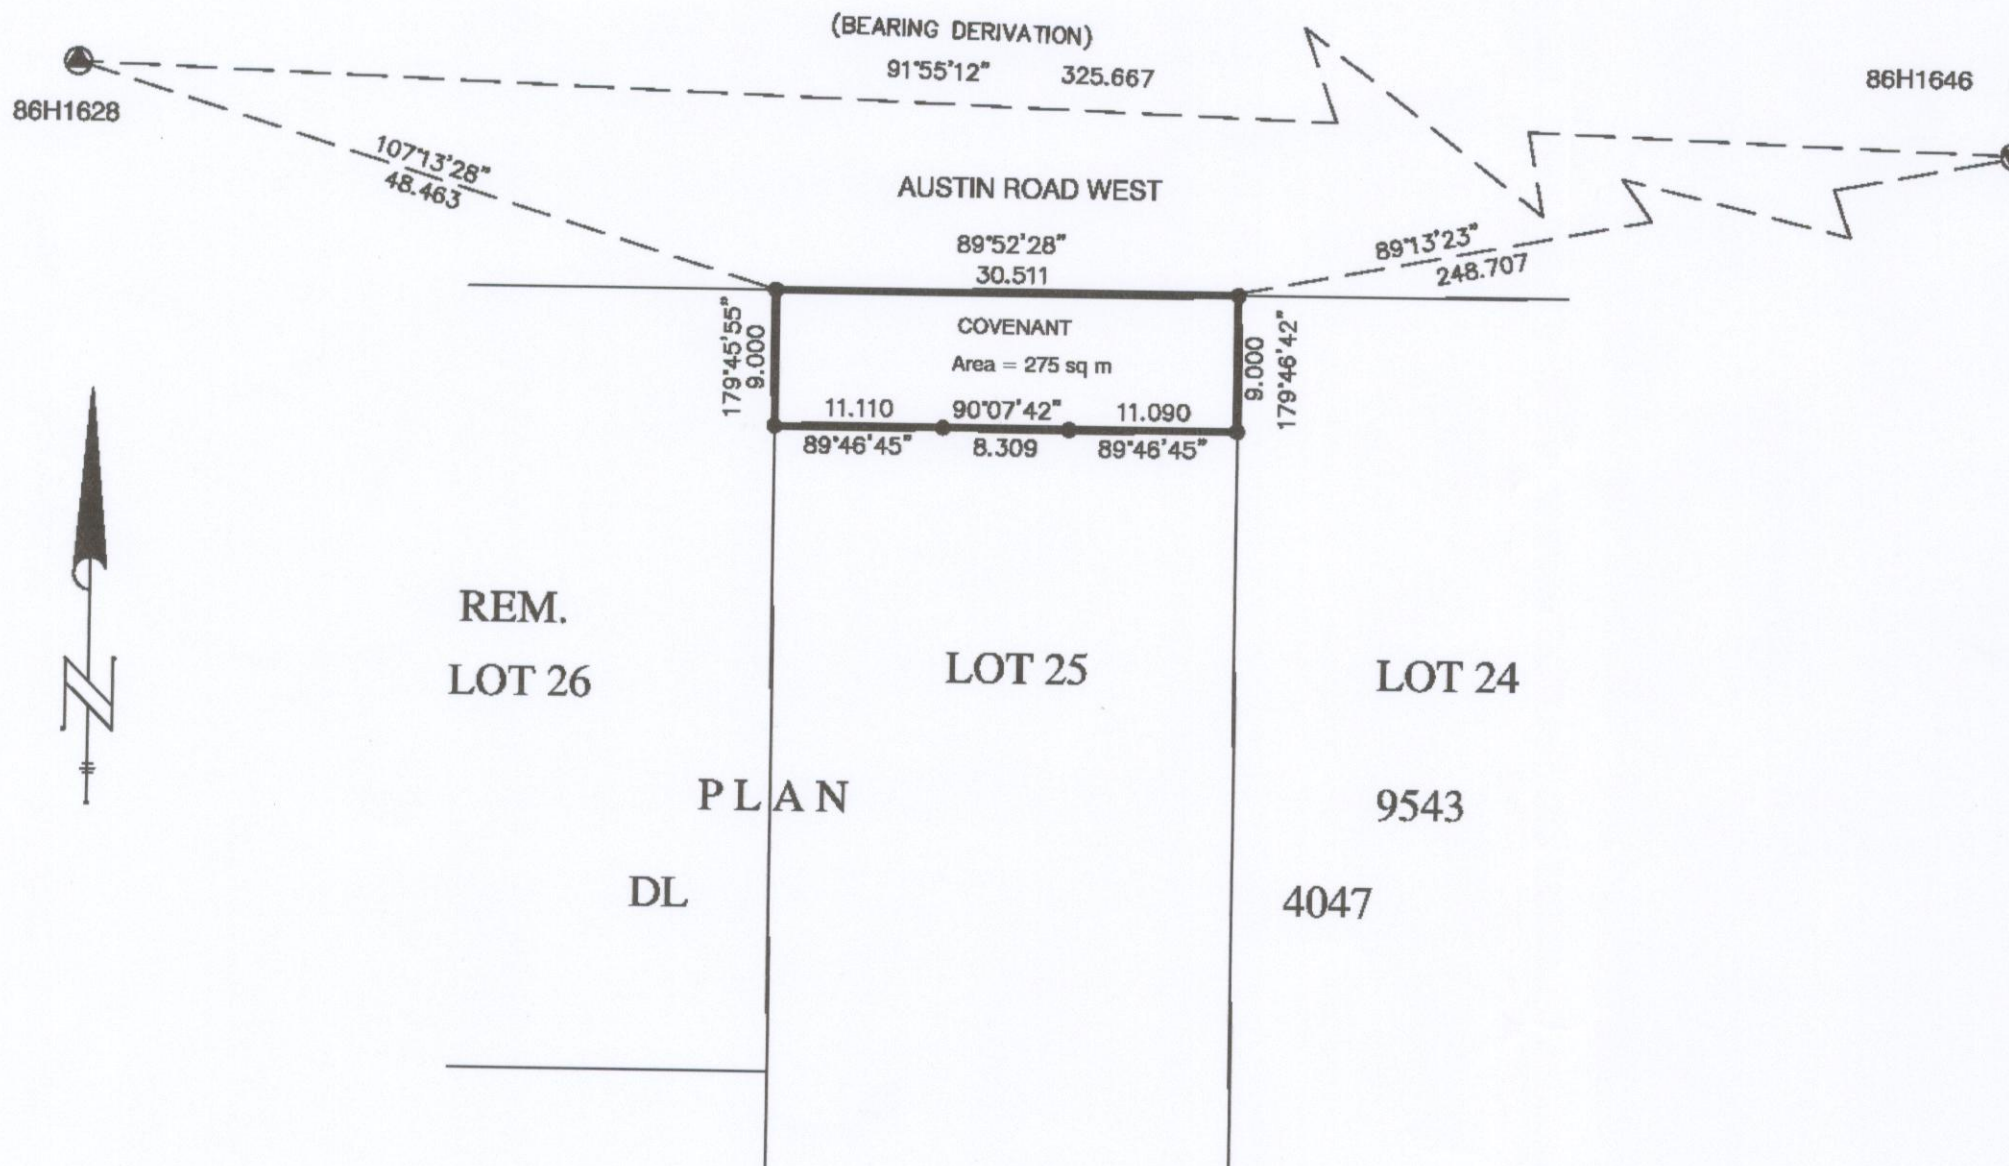 (BEARING DERIVATION)
91°55'12" 325.667
86H1646
86H1628
107°13'28"
48.463
AUSTIN ROAD WEST
89°52'28"
30.511
89°13'23"
248.707
179°45'55"
9.000
COVENANT
Area = 275 sq m
9.000
179°46'42"
11.110 90°07'42" 11.090
89°46'45" 8.309 89°46'45"
N
REM.
LOT 26
LOT 25
LOT 24
PLAN 9543
DL 4047